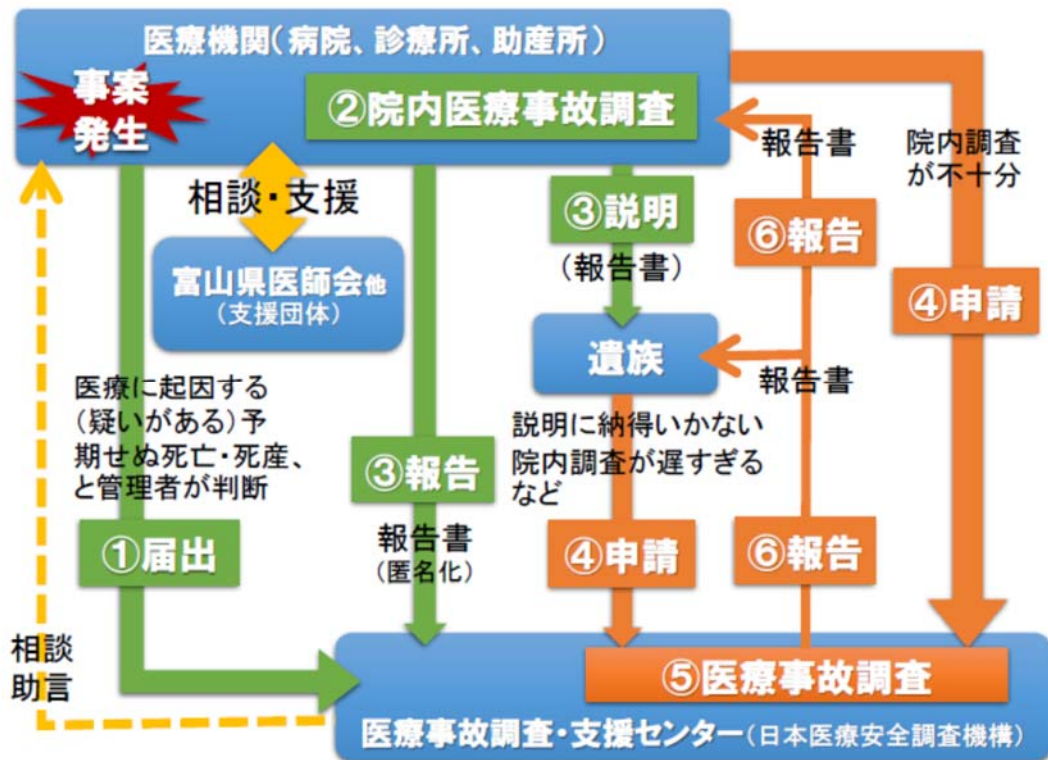 医療機関（病院、診療所、助産所）
事案
発生
②院内医療事故調査
報告書
院内調査
が不十分
相談・支援
③説明
（報告書）
⑥報告
④申請
富山県医師会他
（支援団体）
遺族
報告書
医療に起因する
（疑いがある）予
期せぬ死亡・死産、
と管理者が判断
説明に納得いかない
院内調査が遅すぎる
など
③報告
報告書
（匿名化）
①届出
④申請
⑥報告
相談
助言
⑤医療事故調査
医療事故調査・支援センター（日本医療安全調査機構）